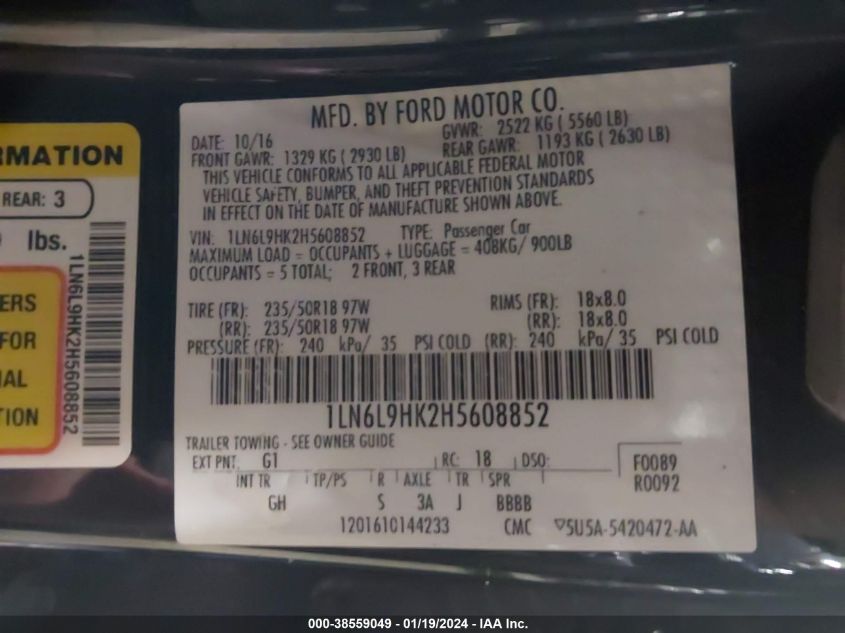 RMATION
REAR: 3
lbs.
ERS
FOR
IAL
TION
1LN6L9HK2H5608852
MFD. BY FORD MOTOR CO.
DATE: 10/16 GVWR: 2522 KG ( 5560 LB)
FRONT GAWR: 1329 KG ( 2930 LB) REAR GAWR: 1193 KG ( 2630 LB)
THIS VEHICLE CONFORMS TO ALL APPLICABLE FEDERAL MOTOR
VEHICLE SAFETY, BUMPER, AND THEFT PREVENTION STANDARDS
IN EFFECT ON THE DATE OF MANUFACTURE SHOWN ABOVE.
VIN: 1LN6L9HK2H5608852 TYPE: Passenger Car
MAXIMUM LOAD = OCCUPANTS + LUGGAGE = 408KG/ 900LB
OCCUPANTS = 5 TOTAL; 2 FRONT, 3 REAR
TIRE (FR): 235/50R18 97W RIMS (FR): 18x8.0
(RR): 235/50R18 97W (RR): 18x8.0
PRESSURE (FR): 240 kPa/ 35 PSI COLD (RR): 240 kPa/ 35 PSI COLD
1LN6L9HK2H5608852
TRAILER TOWING - SEE OWNER GUIDE
EXT PNT: G1 RC: 18 DSO: F0089
INT TR TP/PS R AXLE TR SPR R0092
GH S 3A J BBBB
1201610144233 CMC ▽5U5A-5420472-AA
000-38559049 - 01/19/2024 - IAA Inc.